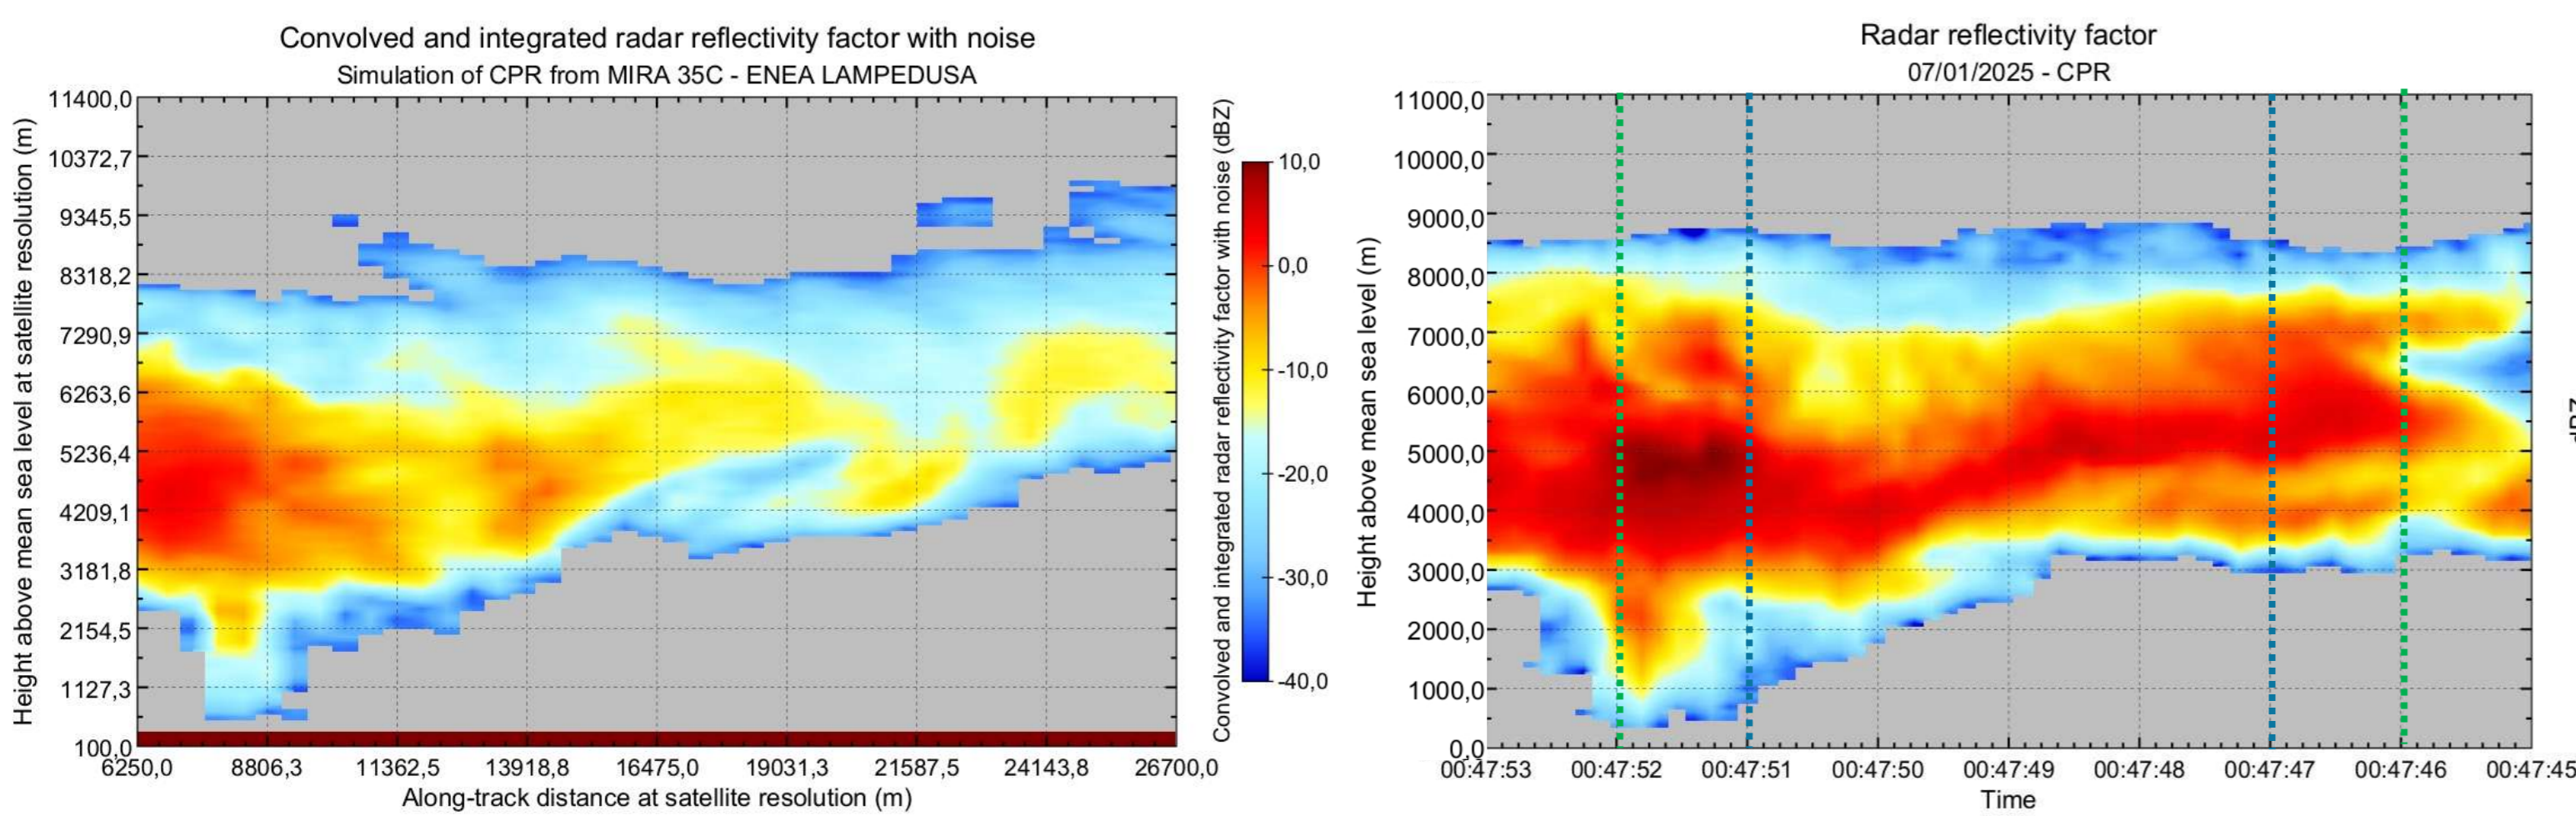 Convolved and integrated radar reflectivity factor with noise
Simulation of CPR from MIRA 35C - ENEA LAMPEDUSA
Height above mean sea level at satellite resolution (m)
11400,0
10372,7
9345,5
8318,2
7290,9
6263,6
5236,4
4209,1
3181,8
2154,5
1127,3
100,0
6250,0 8806,3 11362,5 13918,8 16475,0 19031,3 21587,5 24143,8 26700,0
Along-track distance at satellite resolution (m)
Convolved and integrated radar reflectivity factor with noise (dBZ)
10,0
0,0
-10,0
-20,0
-30,0
-40,0
Radar reflectivity factor
07/01/2025 - CPR
Height above mean sea level (m)
11000,0
10000,0
9000,0
8000,0
7000,0
6000,0
5000,0
4000,0
3000,0
2000,0
1000,0
0,0
00:47:53 00:47:52 00:47:51 00:47:50 00:47:49 00:47:48 00:47:47 00:47:46 00:47:45
Time